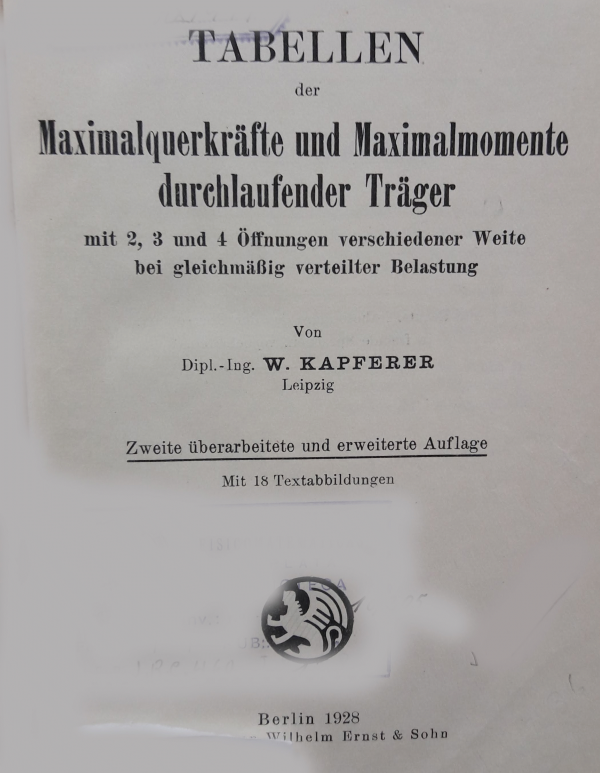 TABELLEN
der
Maximalquerkräfte und Maximalmomente
durchlaufender Träger
mit 2, 3 und 4 Öffnungen verschiedener Weite
bei gleichmäßig verteilter Belastung
Von
Dipl.-Ing. W. KAPFERER
Leipzig
Zweite überarbeitete und erweiterte Auflage
Mit 18 Textabbildungen
Berlin 1928
Wilhelm Ernst & Sohn